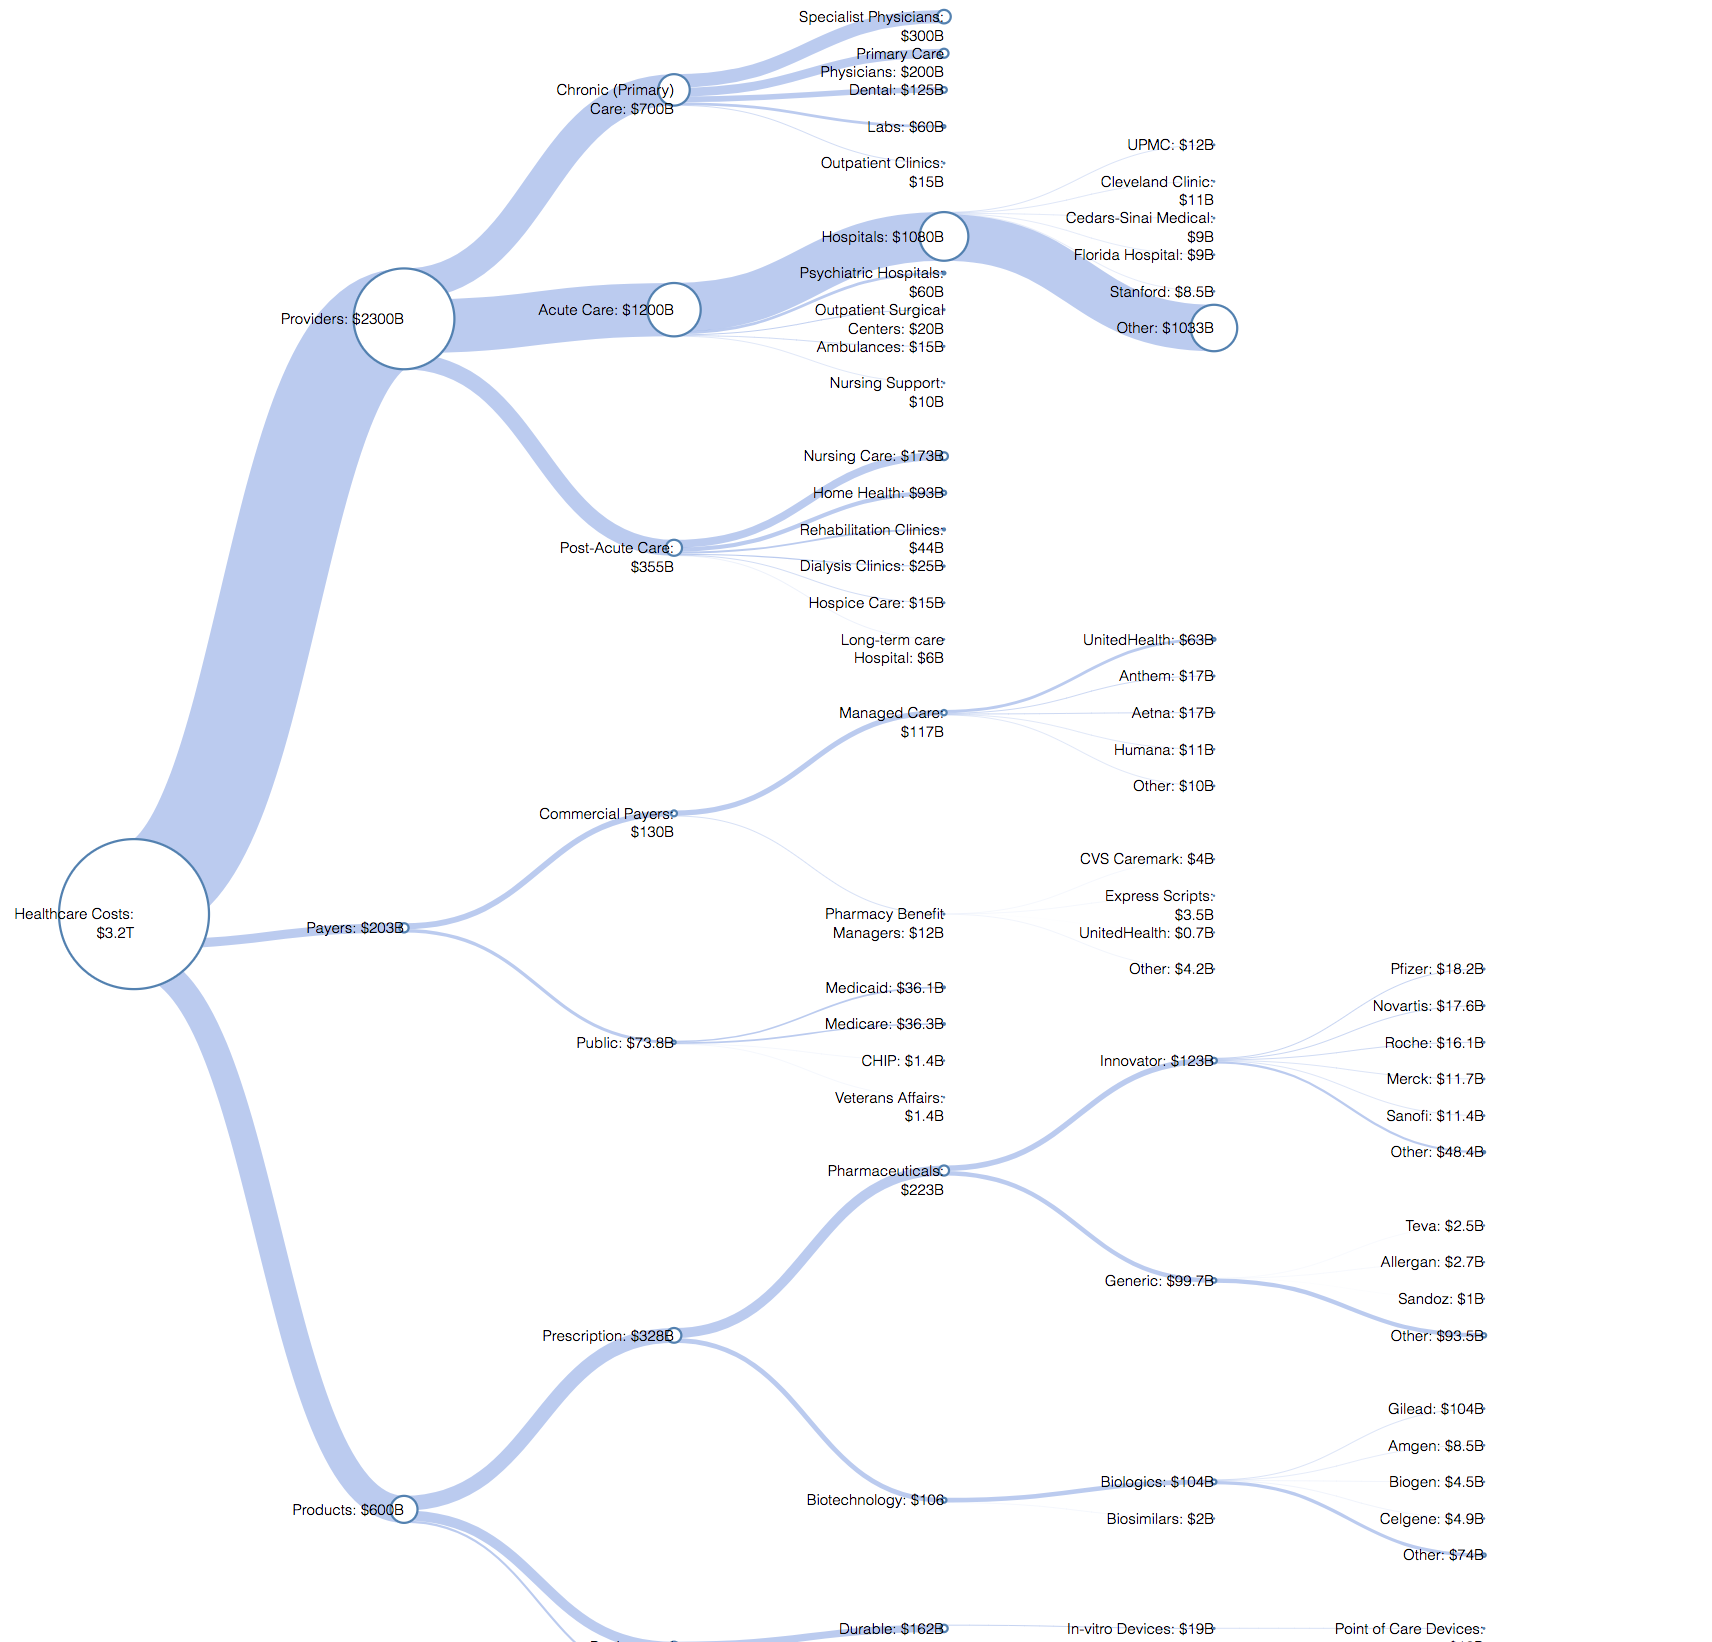 Specialist Physicians:
$300B
Primary Care
Physicians: $200B
Chronic (Primary)
Care: $700B
Dental: $125B
Labs: $60B
Outpatient Clinics:
$15B
UPMC: $12B
Cleveland Clinic:
$11B
Cedars-Sinai Medical:
$9B
Hospitals: $1080B
Florida Hospital: $9B
Psychiatric Hospitals:
$60B
Stanford: $8.5B
Providers: $2300B
Acute Care: $1200B
Outpatient Surgical
Centers: $20B
Other: $1033B
Ambulances: $15B
Nursing Support:
$10B
Nursing Care: $173B
Home Health: $93B
Rehabilitation Clinics:
$44B
Post-Acute Care:
$355B
Dialysis Clinics: $25B
Hospice Care: $15B
Long-term care
Hospital: $6B
UnitedHealth: $63B
Anthem: $17B
Managed Care:
$117B
Aetna: $17B
Humana: $11B
Other: $10B
Commercial Payers:
$130B
CVS Caremark: $4B
Express Scripts:
$3.5B
Healthcare Costs:
$3.2T
Payers: $203B
Pharmacy Benefit
Managers: $12B
UnitedHealth: $0.7B
Other: $4.2B
Pfizer: $18.2B
Medicaid: $36.1B
Novartis: $17.6B
Medicare: $36.3B
Public: $73.8B
Roche: $16.1B
CHIP: $1.4B
Innovator: $123B
Merck: $11.7B
Veterans Affairs:
$1.4B
Sanofi: $11.4B
Other: $48.4B
Pharmaceuticals:
$223B
Teva: $2.5B
Allergan: $2.7B
Generic: $99.7B
Sandoz: $1B
Prescription: $328B
Other: $93.5B
Gilead: $104B
Amgen: $8.5B
Biologics: $104B
Biogen: $4.5B
Products: $600B
Biotechnology: $106
Biosimilars: $2B
Celgene: $4.9B
Other: $74B
Durable: $162B
In-vitro Devices: $19B
Point of Care Devices: